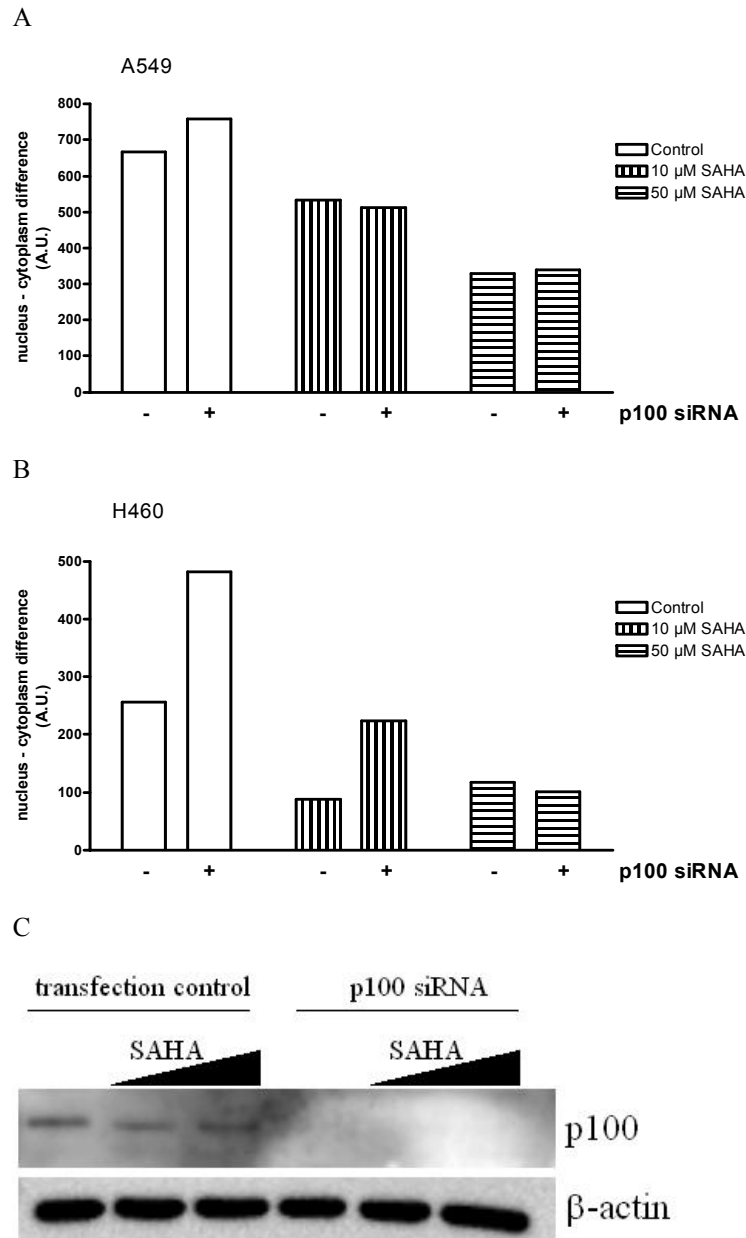 A
A549
800
700
600
500
400
300
200
100
0
nucleus - cytoplasm difference
(A.U.)
Control
10 µM SAHA
50 µM SAHA
- + - + - + p100 siRNA
B
H460
500
400
300
200
100
0
nucleus - cytoplasm difference
(A.U.)
Control
10 µM SAHA
50 µM SAHA
- + - + - + p100 siRNA
C
transfection control p100 siRNA
SAHA SAHA
p100
β-actin